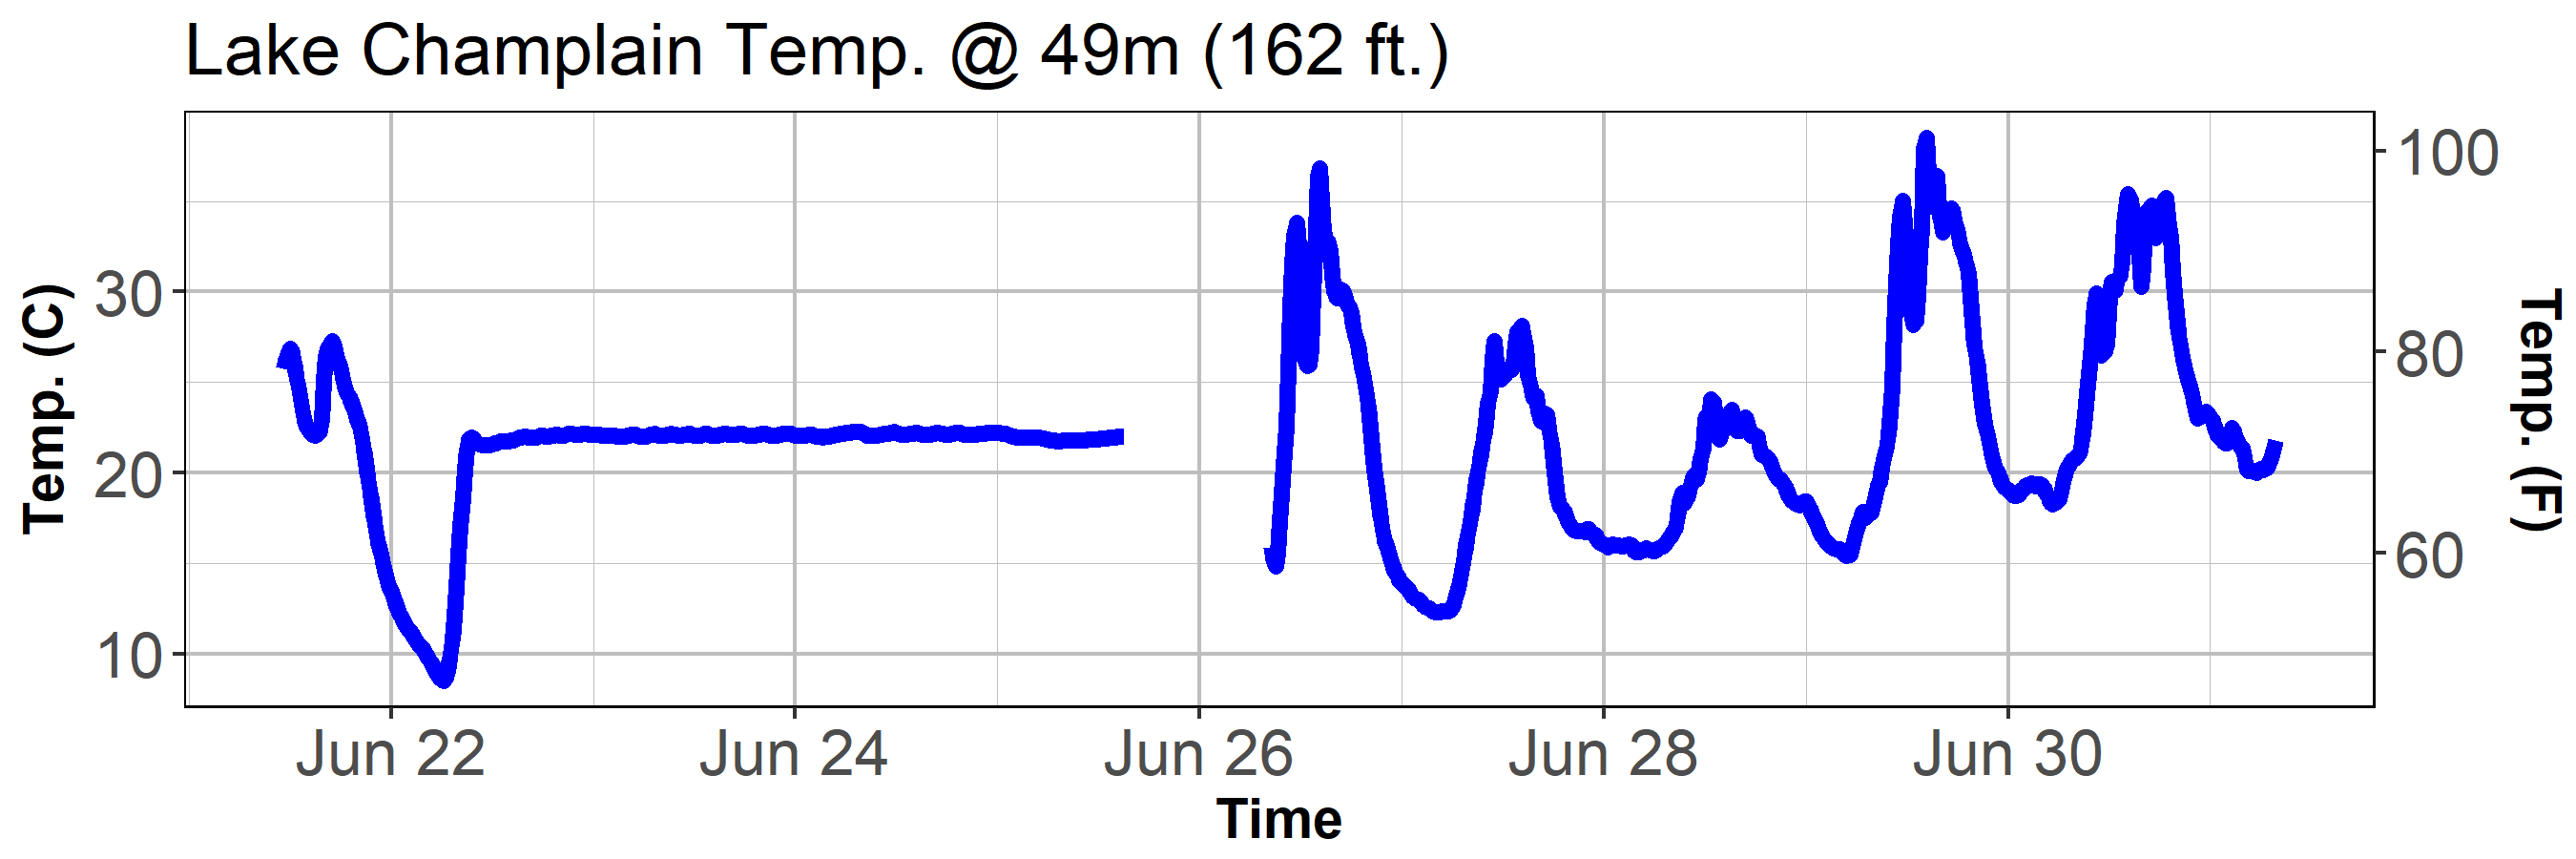 Lake Champlain Temp. @ 49m (162 ft.)
Temp. (C)
30
20
10
100
80
60
Temp. (F)
Jun 22 Jun 24 Jun 26 Jun 28 Jun 30
Time